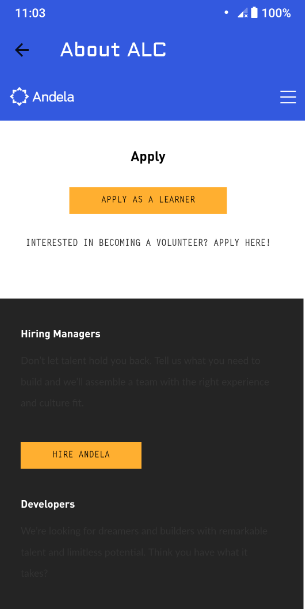 11:03
100%
About ALC
Andela
Apply
APPLY AS A LEARNER
INTERESTED IN BECOMING A VOLUNTEER? APPLY HERE!
Hiring Managers
Don't let talent hold you back. Tell us what you need to
build and we'll assemble a team with the right experience
and culture fit.
HIRE ANDELA
Developers
We're looking for dreamers and builders with remarkable
talent and limitless potential. Think you have what it
takes?